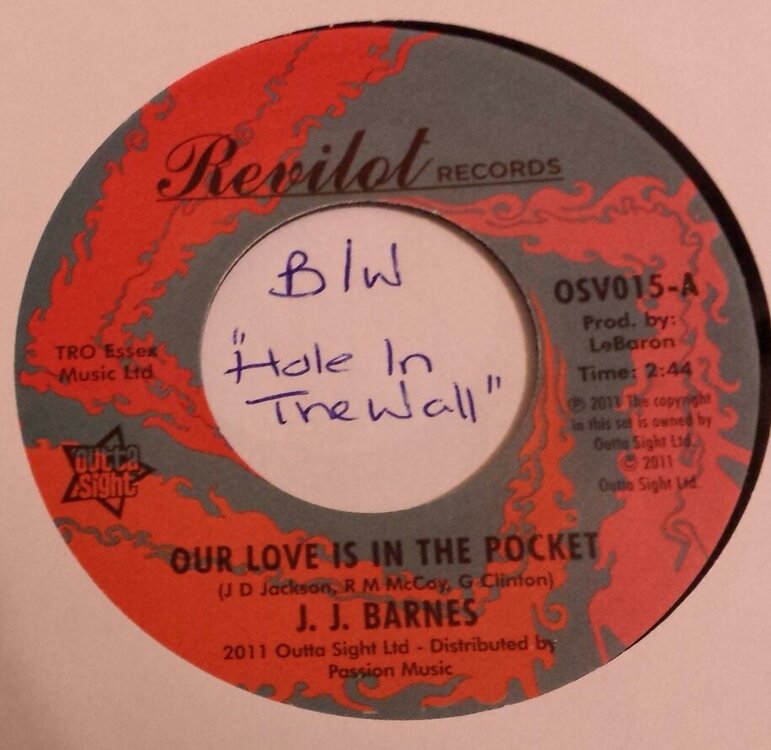 Revilot RECORDS
B/W
"Hole In
The Wall"
OSV015-A
Prod. by:
LeBaron
Time: 2:44
℗ 2011 The copyright
in this set is owned by
Outta Sight Ltd.
© 2011
Outta Sight Ltd.
TRO Essex
Music Ltd
outta
sight
OUR LOVE IS IN THE POCKET
(J D Jackson, R M McCoy, G Clinton)
J. J. BARNES
2011 Outta Sight Ltd - Distributed by
Passion Music